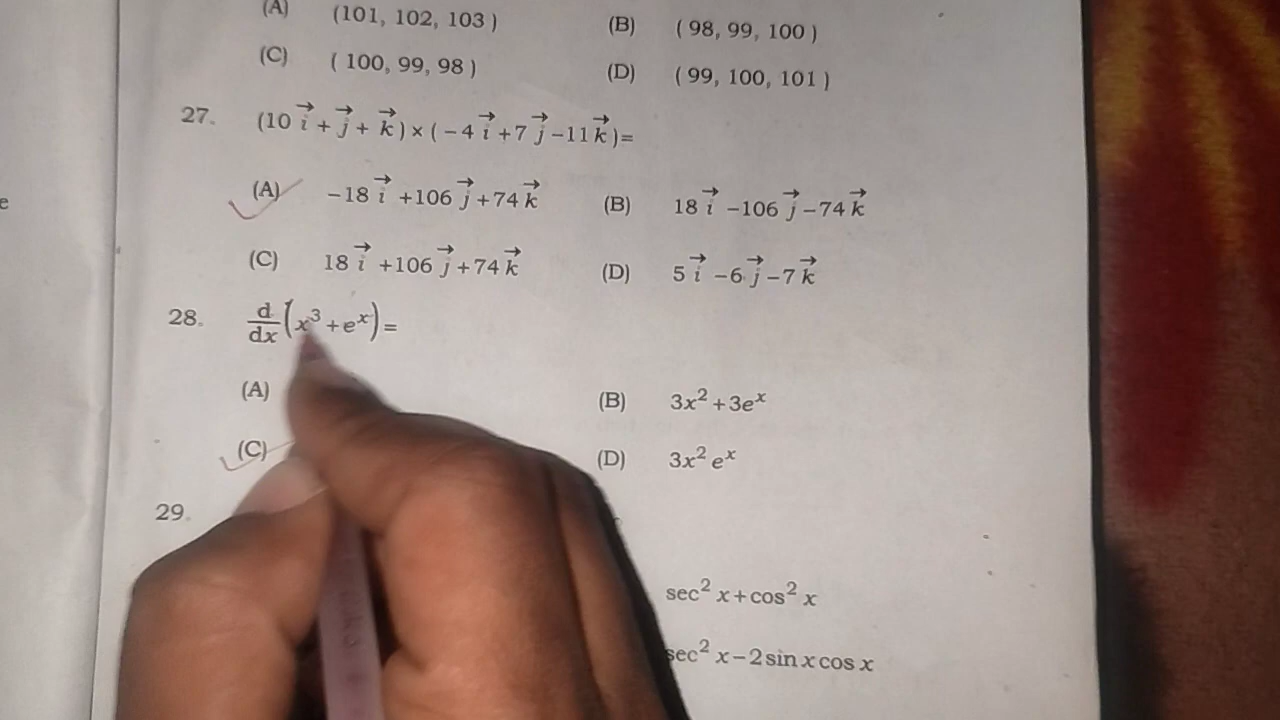 (A) (101, 102, 103 ) (B) ( 98, 99, 100 )
(C) ( 100, 99, 98 ) (D) ( 99, 100, 101 )
27. (10 i⃗ + j⃗ + k⃗ ) × ( – 4 i⃗ +7 j⃗ –11 k⃗ )=
(A) –18 i⃗ +106 j⃗ +74 k⃗ (B) 18 i⃗ –106 j⃗ –74 k⃗
(C) 18 i⃗ +106 j⃗ +74 k⃗ (D) 5 i⃗ –6 j⃗ –7 k⃗
28. d/dx (x³ +eˣ) =
(A) (B) 3x² +3eˣ
(C) (D) 3x² eˣ
29.
sec² x+cos² x
sec² x–2 sin x cos x
e